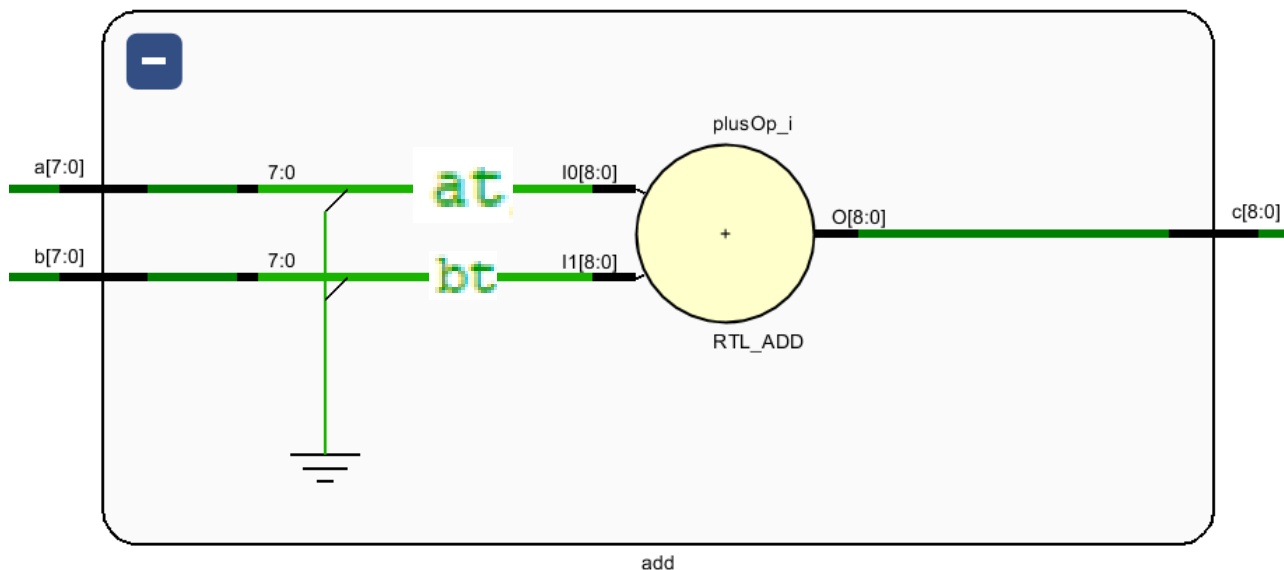 plusOp_i
a[7:0]
7:0
at
I0[8:0]
b[7:0]
7:0
bt
I1[8:0]
+
O[8:0]
c[8:0]
RTL_ADD
add